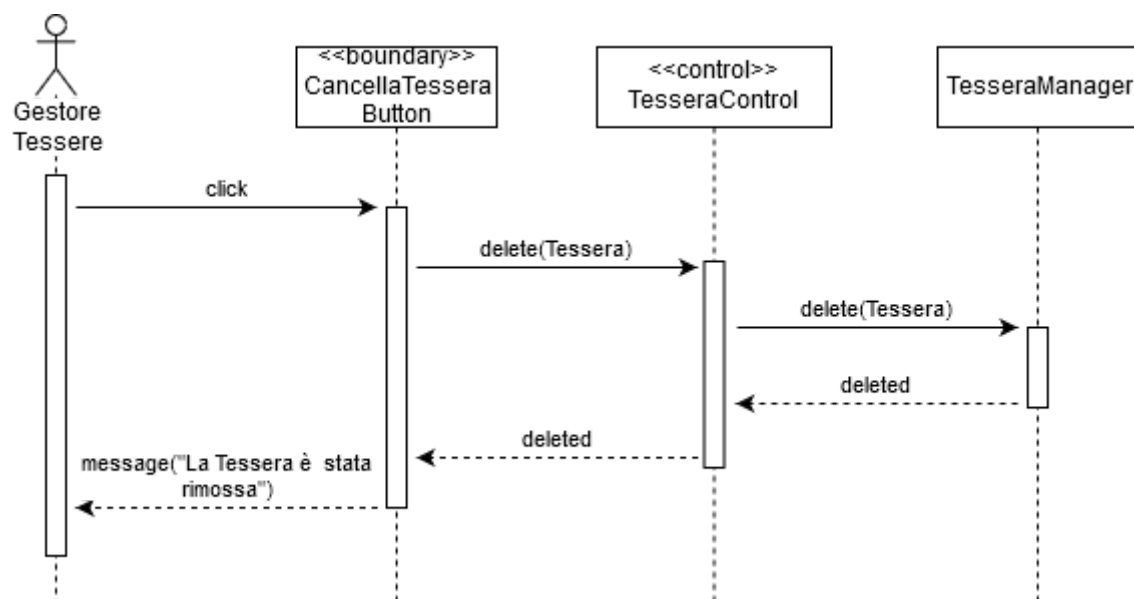 <<boundary>>
CancellaTessera
Button
<<control>>
TesseraControl
TesseraManager
Gestore
Tessere
click
delete(Tessera)
delete(Tessera)
deleted
deleted
message("La Tessera è stata
rimossa")